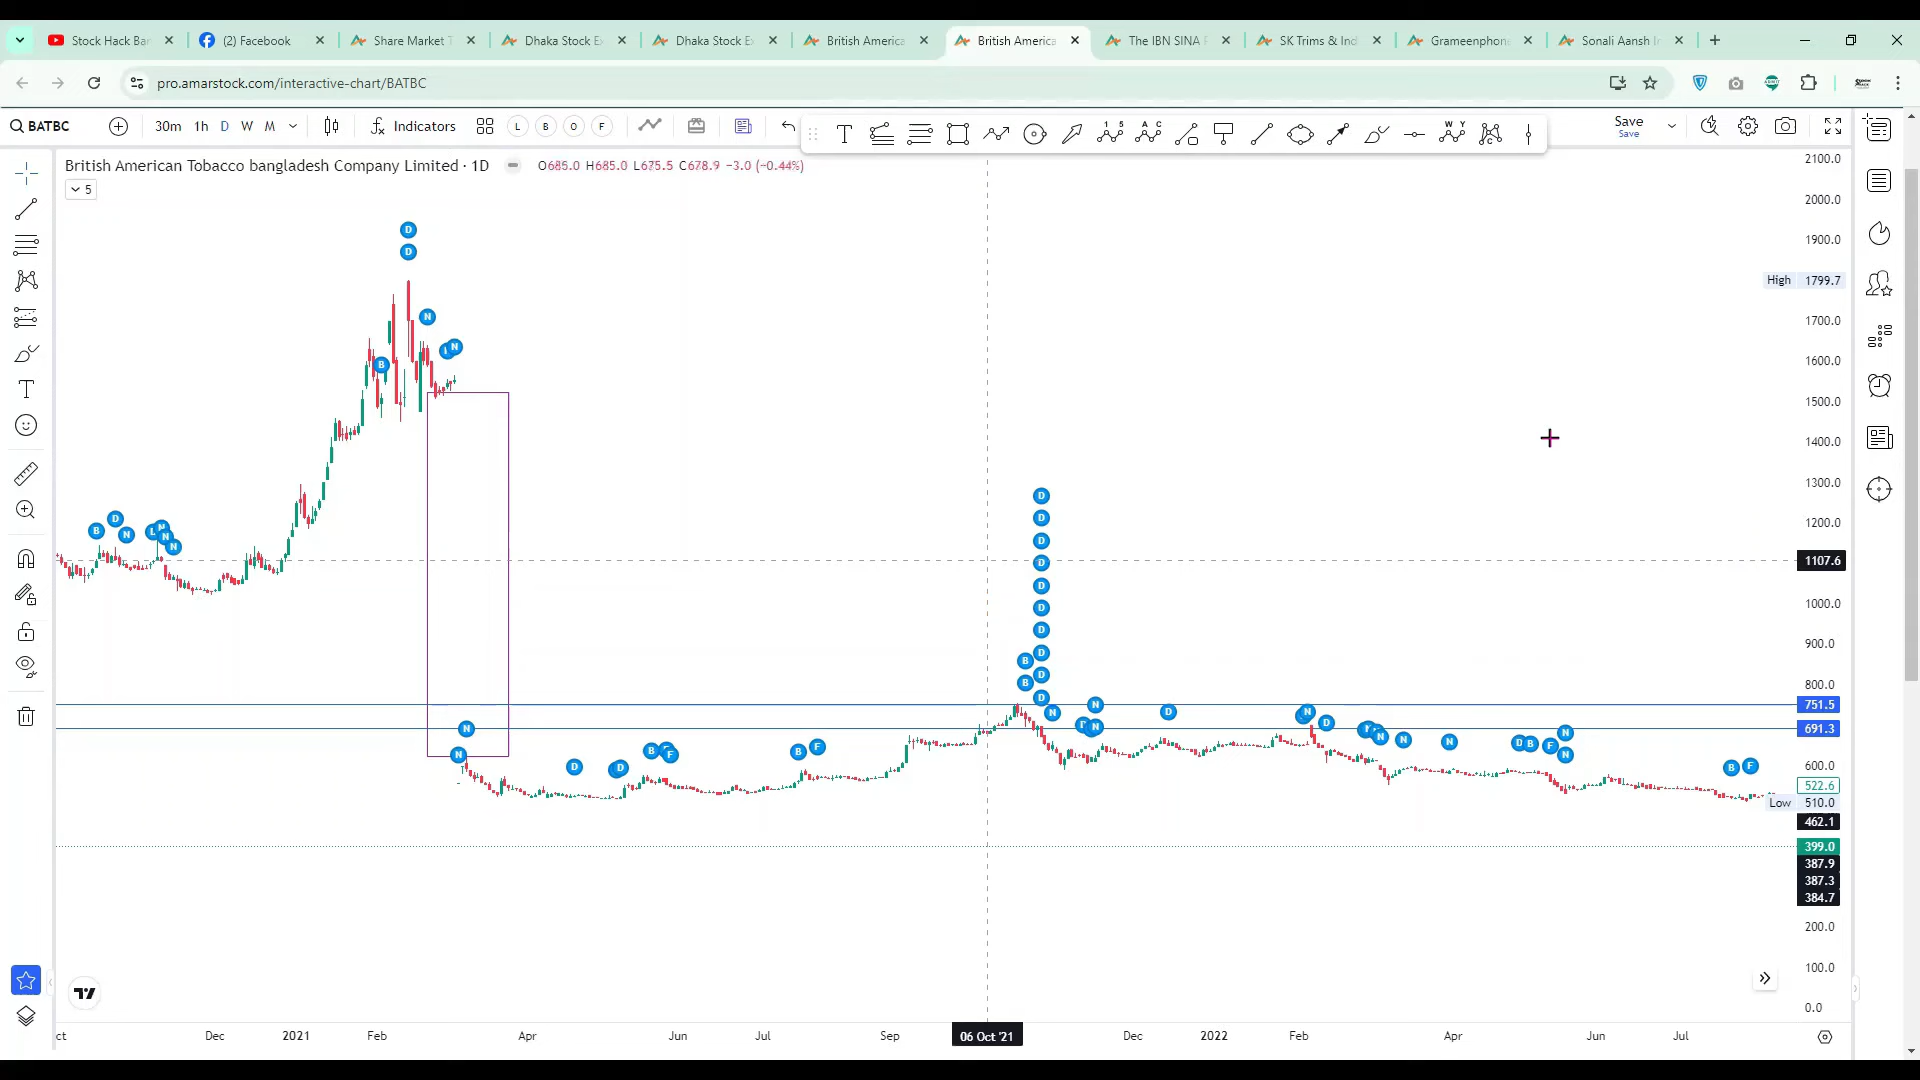 Stock Hack Ba
(2) Facebook
Share Market T
Dhaka Stock E
Dhaka Stock E
British America
British America
The IBN SINA
SK Trims & Ind
Grameenphon
Sonali Aansh I
pro.amarstock.com/interactive-chart/BATBC
BATBC
30m 1h D W M
Indicators
L B O F
Save
Save
British American Tobacco bangladesh Company Limited · 1D
O685.0 H685.0 L675.5 C678.9 −3.0 (−0.44%)
5
2100.0
2000.0
1900.0
High 1799.7
1700.0
1600.0
1500.0
1400.0
1300.0
1200.0
1107.6
1000.0
900.0
800.0
751.5
691.3
600.0
522.6
Low 510.0
462.1
399.0
387.9
387.3
384.7
200.0
100.0
0.0
ct Dec 2021 Feb Apr Jun Jul Sep 06 Oct '21 Dec 2022 Feb Apr Jun Jul